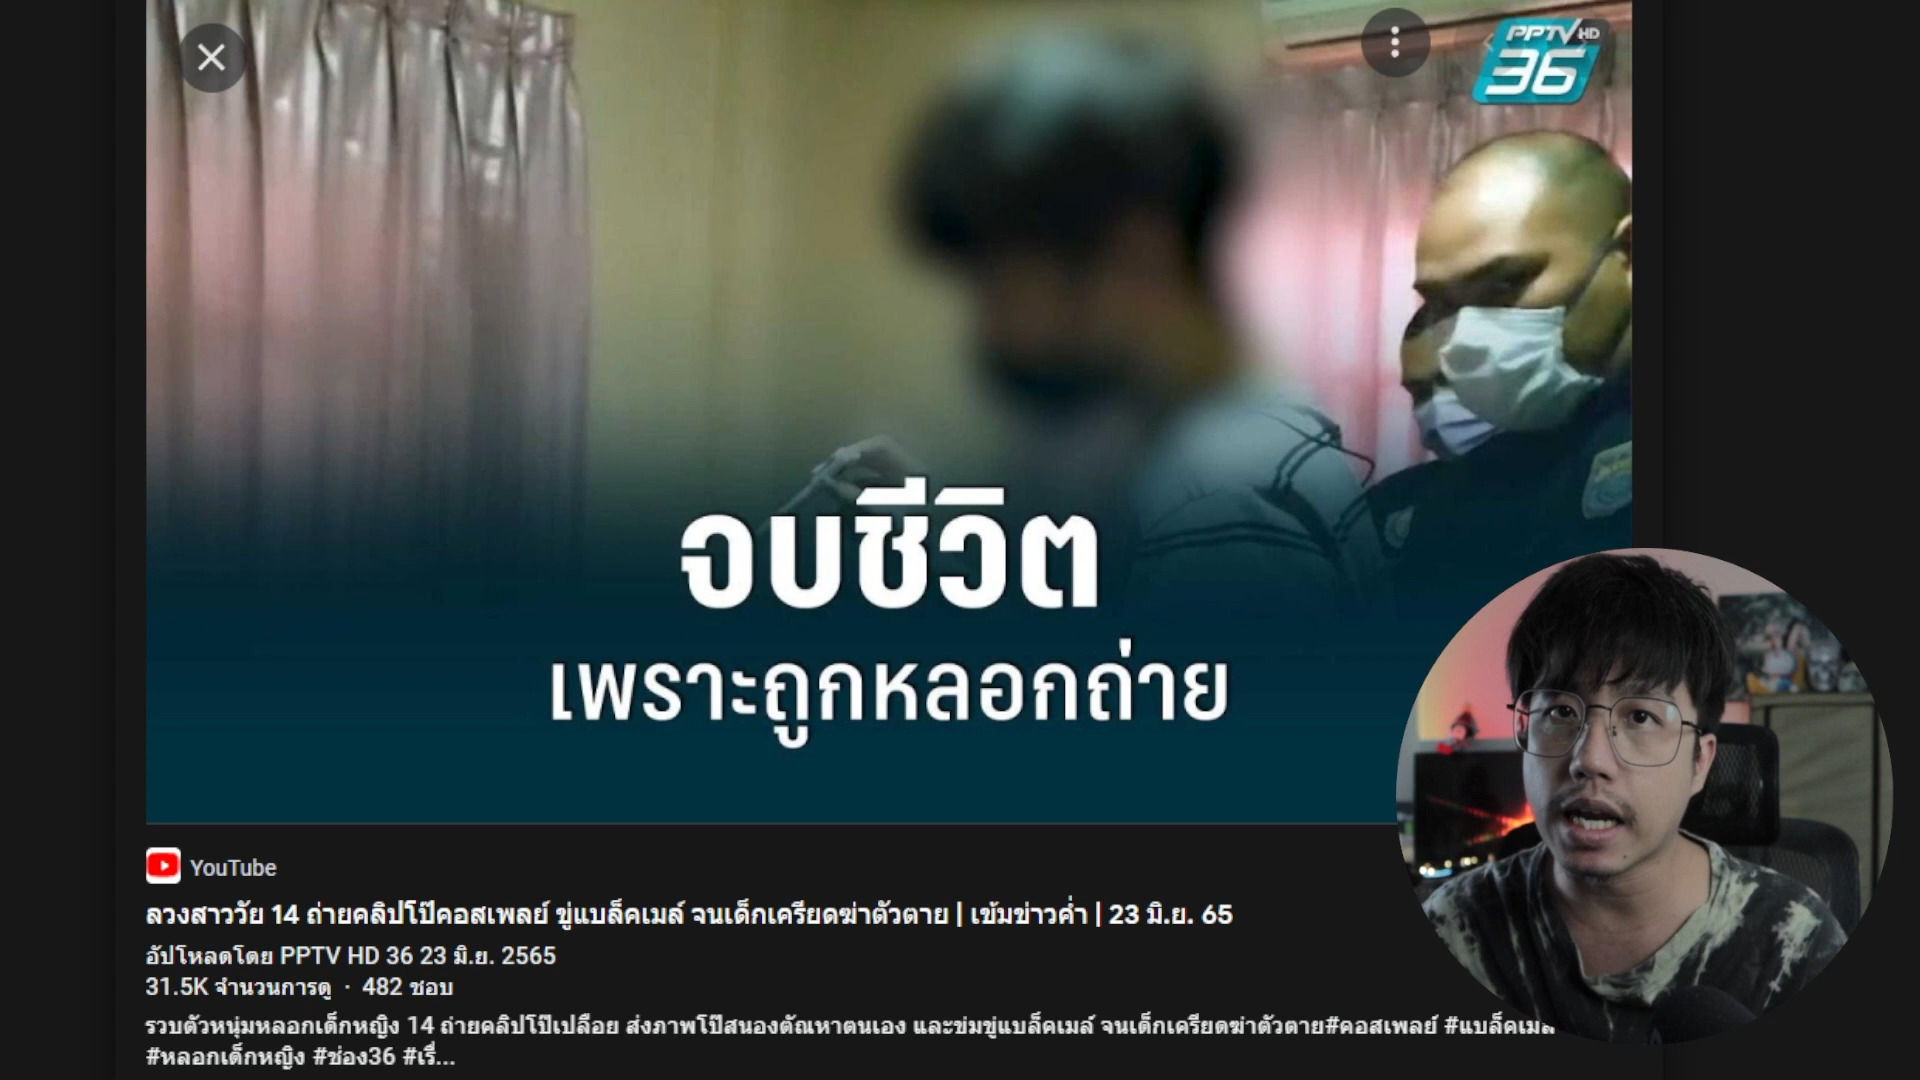 PPTV HD
36
จบชีวิต
เพราะถูกหลอกถ่าย
YouTube
ลวงสาววัย 14 ถ่ายคลิปโป๊คอสเพลย์ ขู่แบล็คเมล์ จนเด็กเครียดฆ่าตัวตาย | เข้มข่าวค่ำ | 23 มิ.ย. 65
อัปโหลดโดย PPTV HD 36 23 มิ.ย. 2565
31.5K จำนวนการดู · 482 ชอบ
รวบตัวหนุ่มหลอกเด็กหญิง 14 ถ่ายคลิปโป๊เปลือย ส่งภาพโป๊สนองตัณหาตนเอง และข่มขู่แบล็คเมล์ จนเด็กเครียดฆ่าตัวตาย#คอสเพลย์ #แบล็คเมล์
#หลอกเด็กหญิง #ช่อง36 #เรื่...